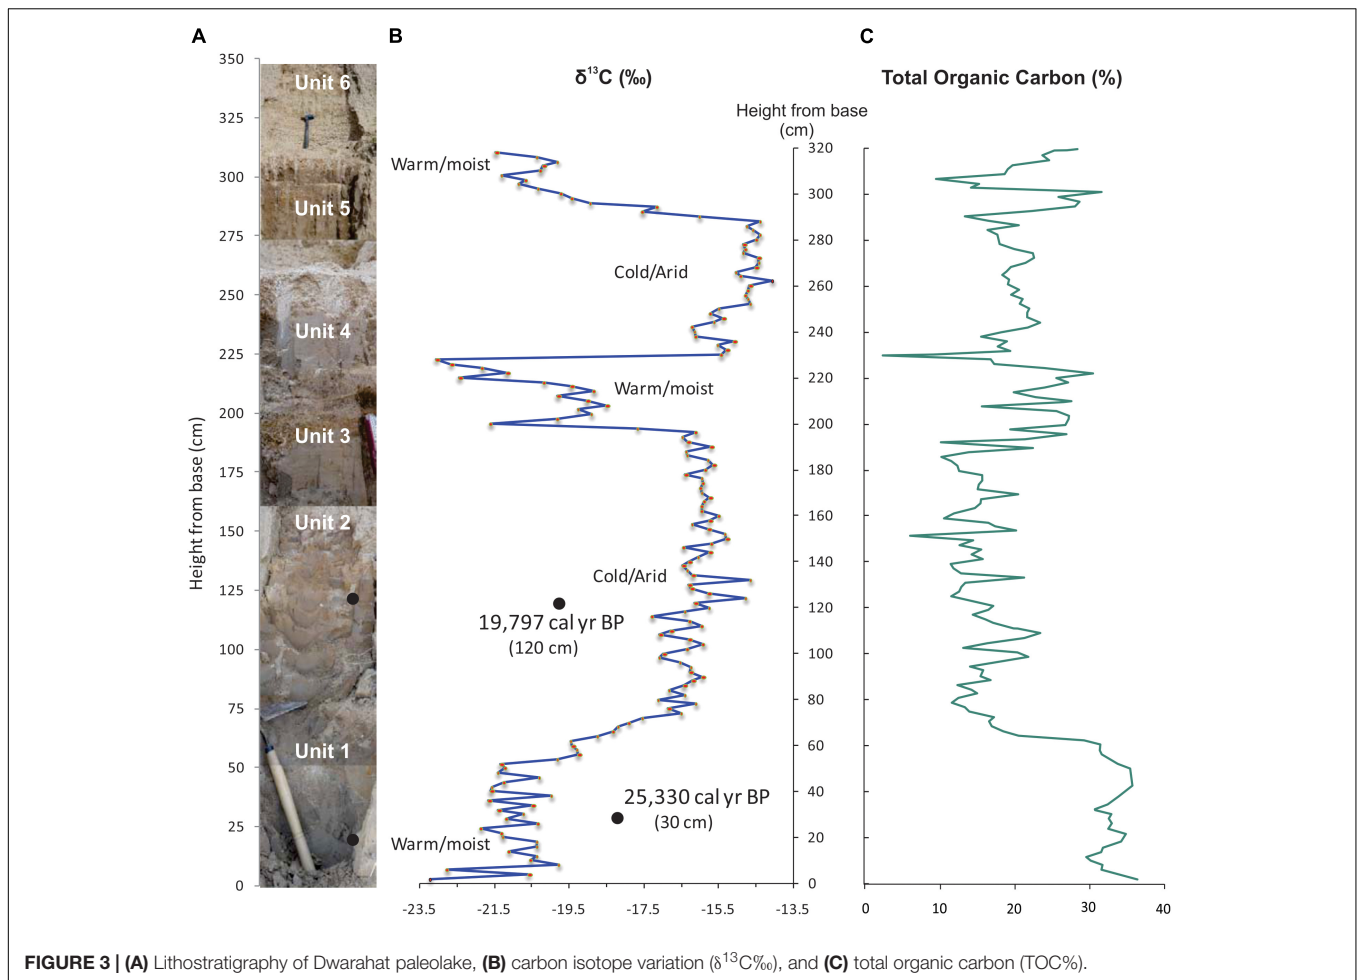 A
B
C
350
325
300
275
250
225
200
175
150
125
100
75
50
25
0
Height from base (cm)
Unit 6
Unit 5
Unit 4
Unit 3
Unit 2
Unit 1
δ¹³C (‰)
Height from base
(cm)
Warm/moist
Cold/Arid
Warm/moist
Cold/Arid
19,797 cal yr BP
(120 cm)
25,330 cal yr BP
(30 cm)
Warm/moist
320
300
280
260
240
220
200
180
160
140
120
100
80
60
40
20
0
-23.5 -21.5 -19.5 -17.5 -15.5 -13.5
Total Organic Carbon (%)
0 10 20 30 40
FIGURE 3 | (A) Lithostratigraphy of Dwarahat paleolake, (B) carbon isotope variation (δ¹³C‰), and (C) total organic carbon (TOC%).